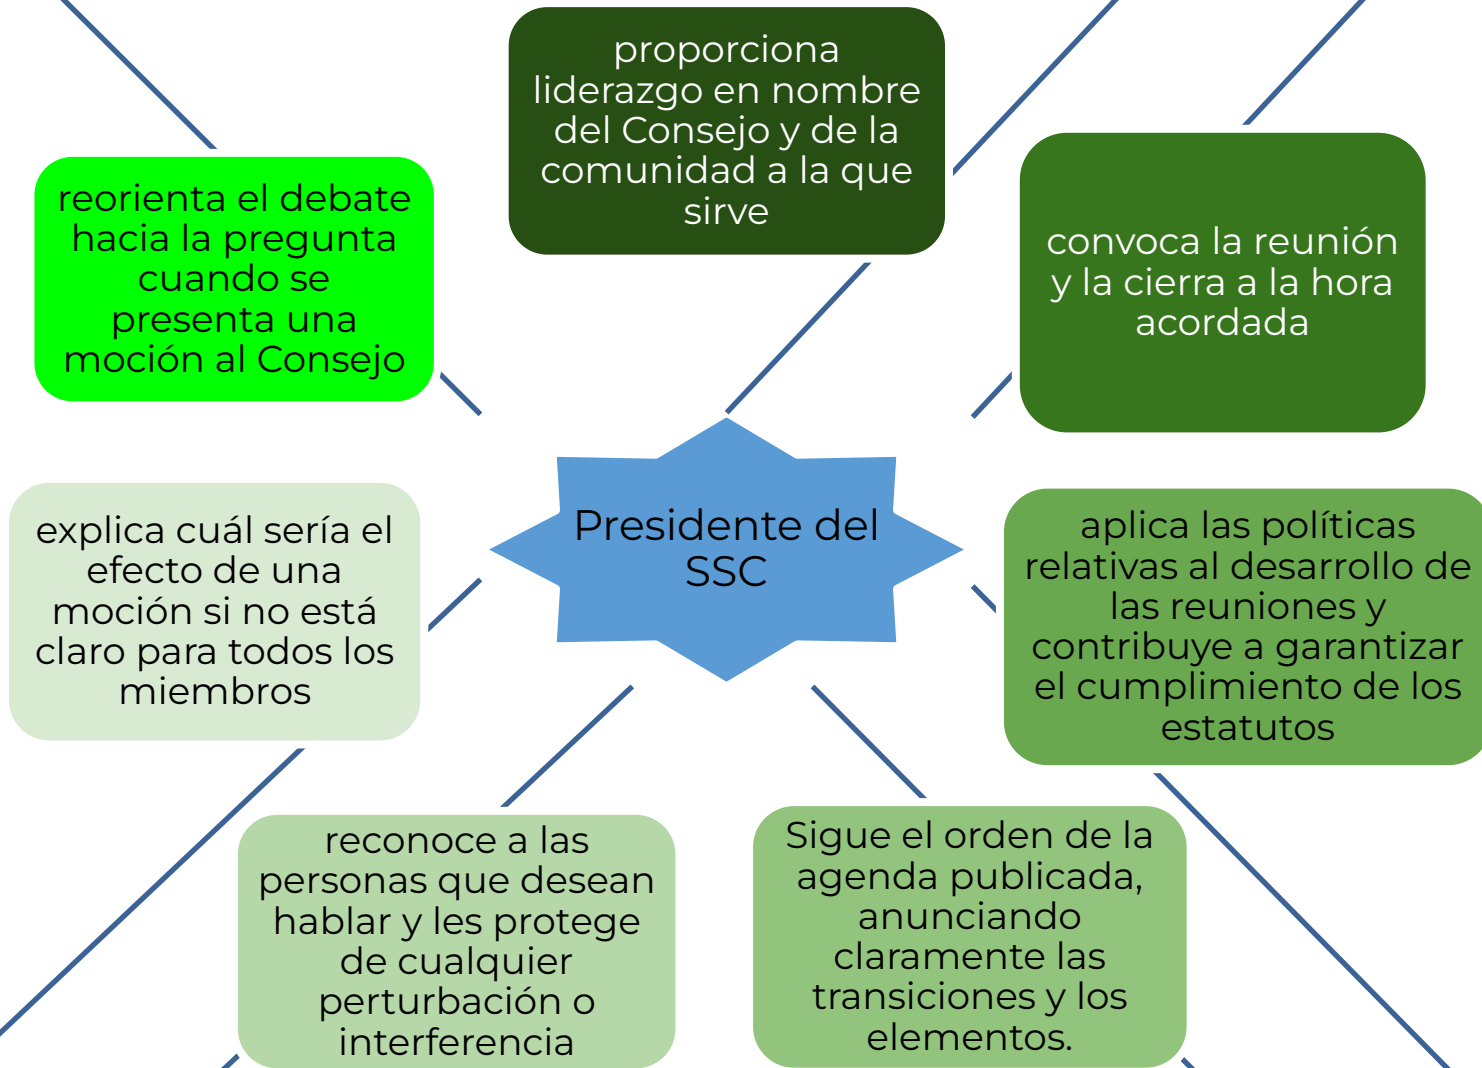 proporciona
liderazgo en nombre
del Consejo y de la
comunidad a la que
sirve
reorienta el debate
hacia la pregunta
cuando se
presenta una
moción al Consejo
convoca la reunión
y la cierra a la hora
acordada
Presidente del
SSC
explica cuál sería el
efecto de una
moción si no está
claro para todos los
miembros
aplica las políticas
relativas al desarrollo de
las reuniones y
contribuye a garantizar
el cumplimiento de los
estatutos
reconoce a las
personas que desean
hablar y les protege
de cualquier
perturbación o
interferencia
Sigue el orden de la
agenda publicada,
anunciando
claramente las
transiciones y los
elementos.